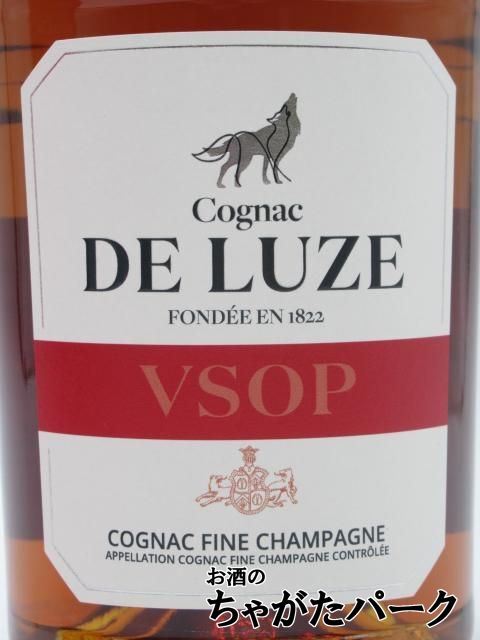 Cognac
DE LUZE
FONDÉE EN 1822
VSOP
COGNAC FINE CHAMPAGNE
APPELLATION COGNAC FINE CHAMPAGNE CONTRÔLÉE
お酒の
ちゃがたパーク